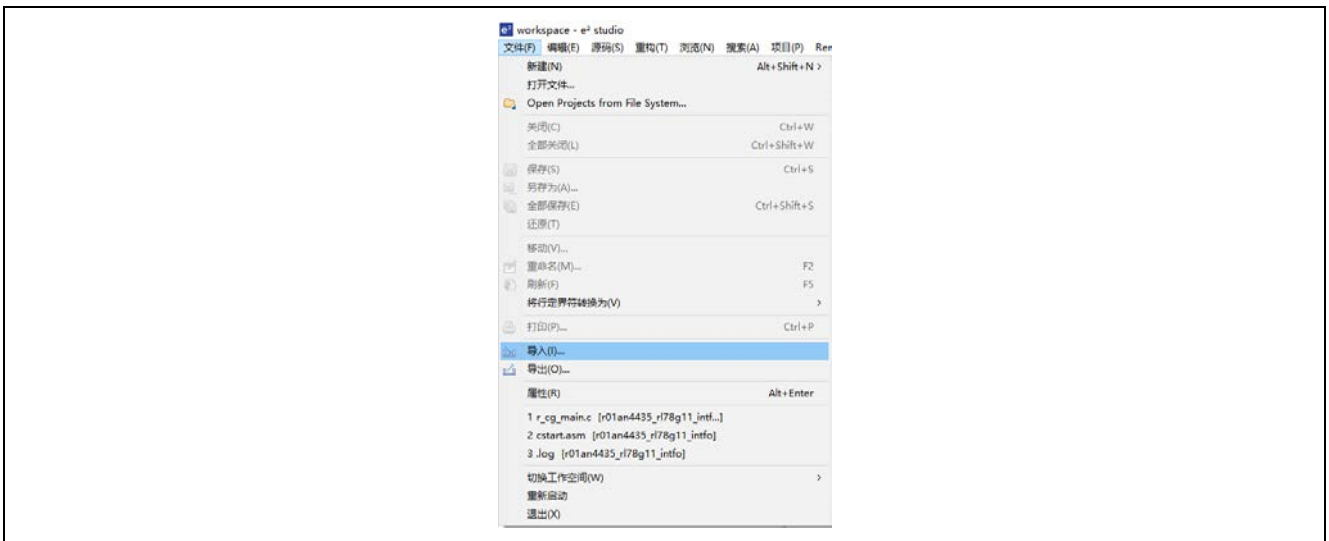 e² workspace - e² studio
文件(F) 编辑(E) 源码(S) 重构(T) 浏览(N) 搜索(A) 项目(P) Rer
新建(N) Alt+Shift+N >
打开文件...
Open Projects from File System...
关闭(C) Ctrl+W
全部关闭(L) Ctrl+Shift+W
保存(S) Ctrl+S
另存为(A)...
全部保存(E) Ctrl+Shift+S
还原(T)
移动(V)...
重命名(M)... F2
刷新(F) F5
将行定界符转换为(V) >
打印(P)... Ctrl+P
导入(I)...
导出(O)...
属性(R) Alt+Enter
1 r_cg_main.c [r01an4435_rl78g11_intf...]
2 cstart.asm [r01an4435_rl78g11_intfo]
3 .log [r01an4435_rl78g11_intfo]
切换工作空间(W) >
重新启动
退出(X)